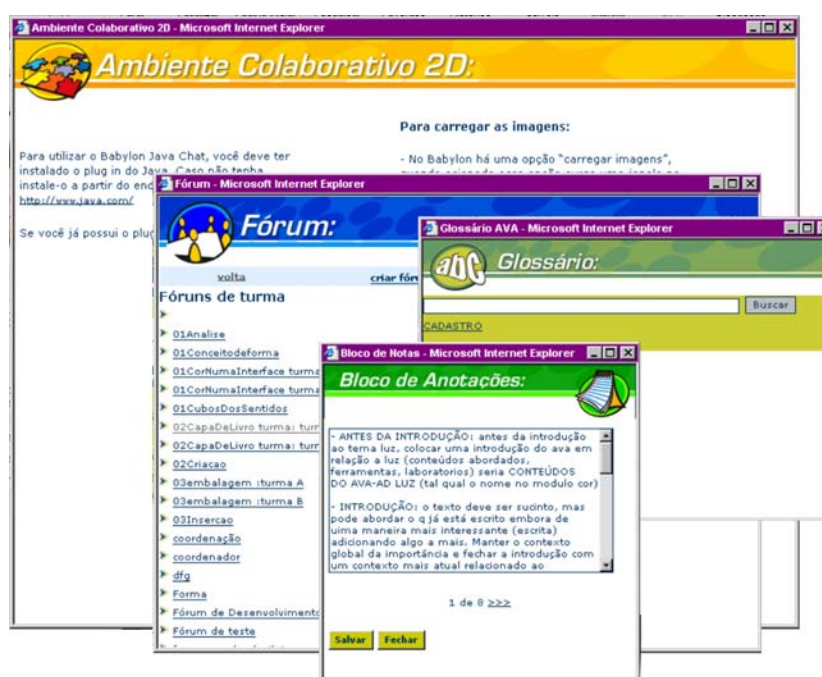 Ambiente Colaborativo 2D - Microsoft Internet Explorer
Ambiente Colaborativo 2D:
Para utilizar o Babylon Java Chat, você deve ter
instalado o plug in do Java. Caso não tenha
instale-o a partir do
http://www.java.com/
Se você já possui o
Para carregar as imagens:
- No Babylon há uma opção "carregar imagens",
Fórum - Microsoft Internet Explorer
Fórum:
volta
criar
Fóruns de turma
01Analise
01Conceitodeforma
01CorNumaInterface turma
01CorNumaInterface turma
01CubosDosSentidos
02CapaDeLivro turma:
02CapaDeLivro turma:
02Criacao
03embalagem :turma A
03embalagem :turma B
03Insercao
coordenação
coordenador
dfg
Forma
Fórum de Desenvolvimento
Fórum de teste
Glossário AVA - Microsoft Internet Explorer
abc
Glossário:
Buscar
CADASTRO
Bloco de Notas - Microsoft Internet Explorer
Bloco de Anotações:
- ANTES DA INTRODUÇÃO: antes da introdução
ao tema luz, colocar uma introdução do ava em
relação a luz (conteúdos abordados,
ferramentas, laboratorios) seria CONTEÚDOS
DO AVA-AD LUZ (tal qual o nome no modulo cor)
- INTRODUÇÃO: o texto deve ser sucinto, mas
pode abordar o q já está escrito embora de
uima maneira mais interessante (escrita)
adicionando algo a mais. Manter o contexto
global da importância e fechar a introdução com
um contexto mais atual relacionado ao
1 de 8 >>>
Salvar Fechar